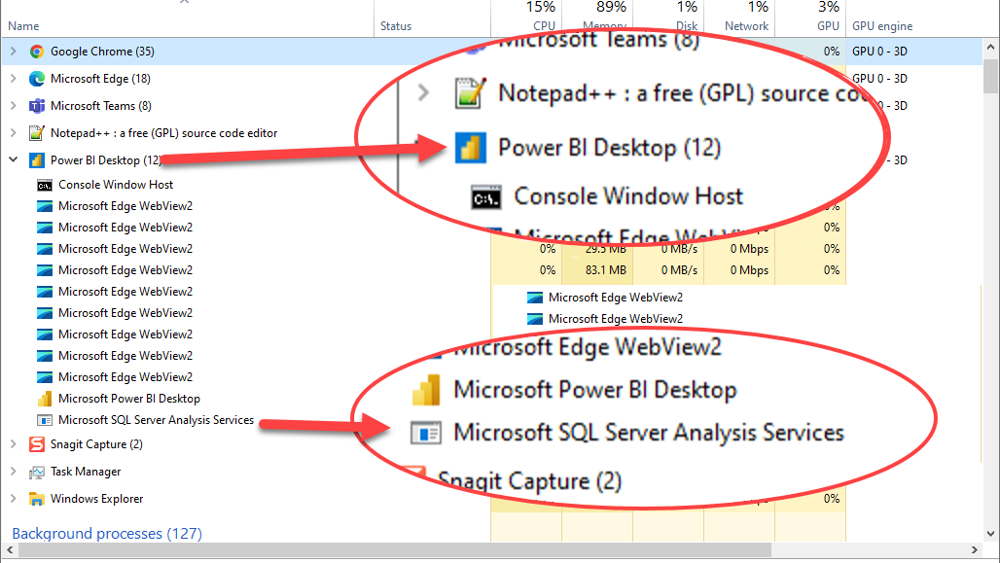 15% 89% 1% 1% 3%
Name Status CPU Memory Disk Network GPU GPU engine
Google Chrome (35) 0% GPU 0 - 3D
Microsoft Teams (8)
Microsoft Edge (18) GPU 0 - 3D
Notepad++ : a free (GPL) source
Microsoft Teams (8) 0 - 3D
Notepad++ : a free (GPL) source code editor
Power BI Desktop (12)
Power BI Desktop (12) - 3D
Console Window Host
Console Window Host
Microsoft Edge WebView2 0%
Microsoft Edge WebView2 0%
Microsoft Edge
Microsoft Edge WebView2 0% 29.5 MB 0 MB/s 0 Mbps 0%
Microsoft Edge WebView2 0% 83.1 MB 0 MB/s 0 Mbps 0%
Microsoft Edge WebView2 Microsoft Edge WebView2
Microsoft Edge WebView2 Microsoft Edge WebView2
Microsoft Edge WebView2
Microsoft Edge WebView2
Microsoft Edge WebView2
Microsoft Edge WebView2
Microsoft Power BI Desktop
Microsoft Power BI Desktop
Microsoft SQL Server Analysis Services
Microsoft SQL Server Analysis Services
Snagit Capture (2)
Task Manager
Snagit Capture (2)
Windows Explorer 0%
Background processes (127)